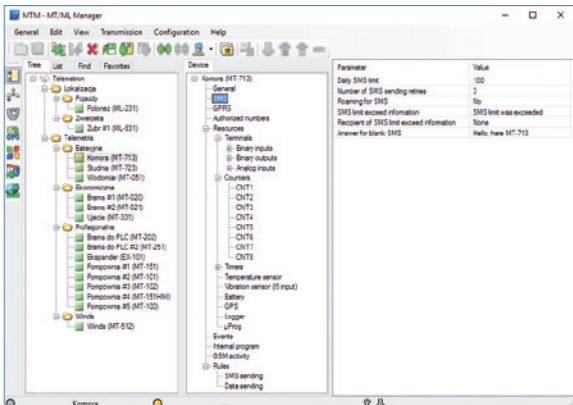 MTM - MT/ML Manager
General Edit View Transmission Configuration Help
Tree List Find Favorites
Telemetron
Lokalizacja
Pojazdy
Polonez (ML-231)
Zwierzeta
Żubr #1 (ML-931)
Telemetria
Bateryjne
Komora (MT-713)
Studnia (MT-723)
Wodomiar (MT-051)
Ekonomiczne
Brama #1 (MT-020)
Brama #2 (MT-021)
Ujecie (MT-331)
Profesjonalne
Brama do PLC (MT-202)
Brama do PLC #2 (MT-251)
Ekspander (EX-101)
Pompownia #1 (MT-151)
Pompownia #2 (MT-101)
Pompownia #3 (MT-102)
Pompownia #4 (MT-151HMI)
Pompownia #5 (MT-100)
Winda
Winda (MT-512)
Device
Komora (MT-713)
General
SMS
GPRS
Authorized numbers
Resources
Terminals
Binary inputs
Binary outputs
Analog inputs
Counters
CNT1
CNT2
CNT3
CNT4
CNT5
CNT6
CNT7
CNT8
Timers
Temperature sensor
Vibration sensor (I5 input)
Battery
GPS
Logger
µProg
Events
Internal program
GSM activity
Rules
SMS sending
Data sending
Parameter Value
Daily SMS limit 100
Number of SMS sending retries 3
Roaming for SMS No
SMS limit exceed information SMS limit was exceeded
Recipient of SMS limit exceed information None
Answer for blank SMS Hello, here MT-713
Komora